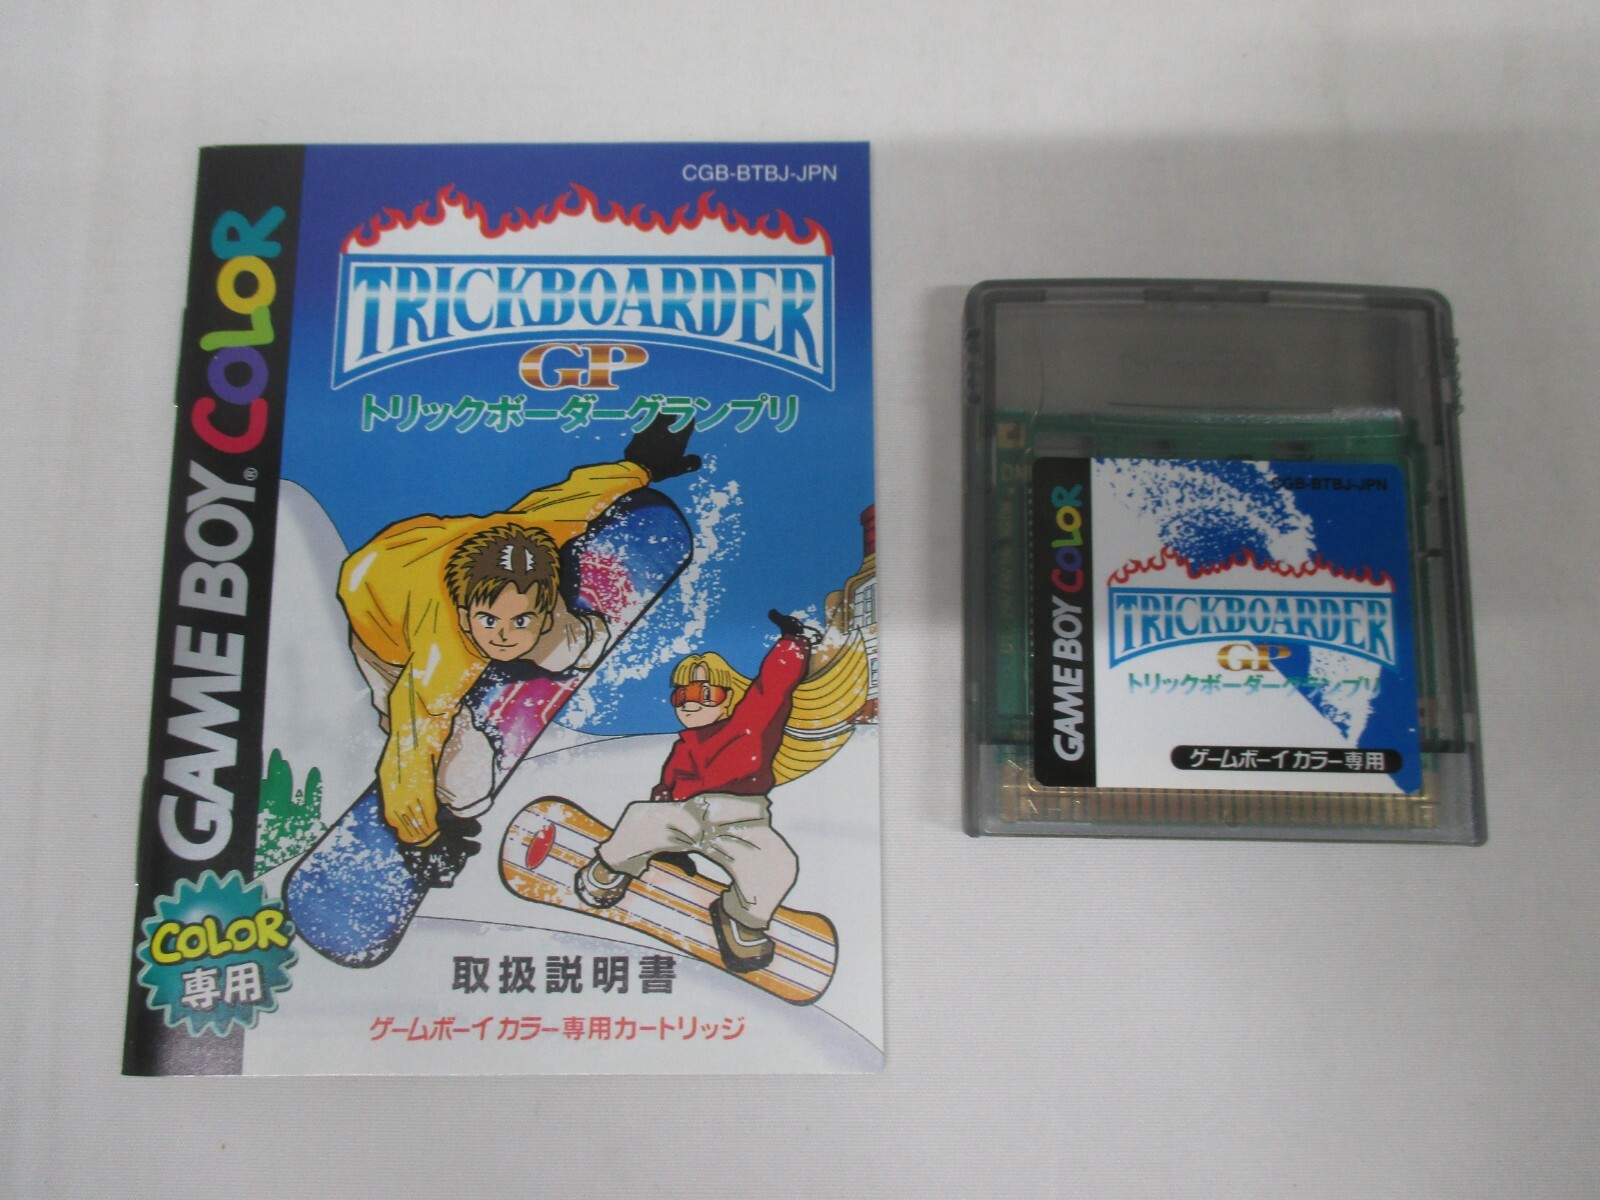 CGB-BTBJ-JPN
TRICKBOARDER
GP
トリックボーダーグランプリ
GAME BOY COLOR®
COLOR
専用
取扱説明書
ゲームボーイカラー専用カートリッジ
CGB-BTBJ-JPN
GAME BOY COLOR
TRICKBOARDER
GP
トリックボーダーグランプリ
ゲームボーイカラー専用